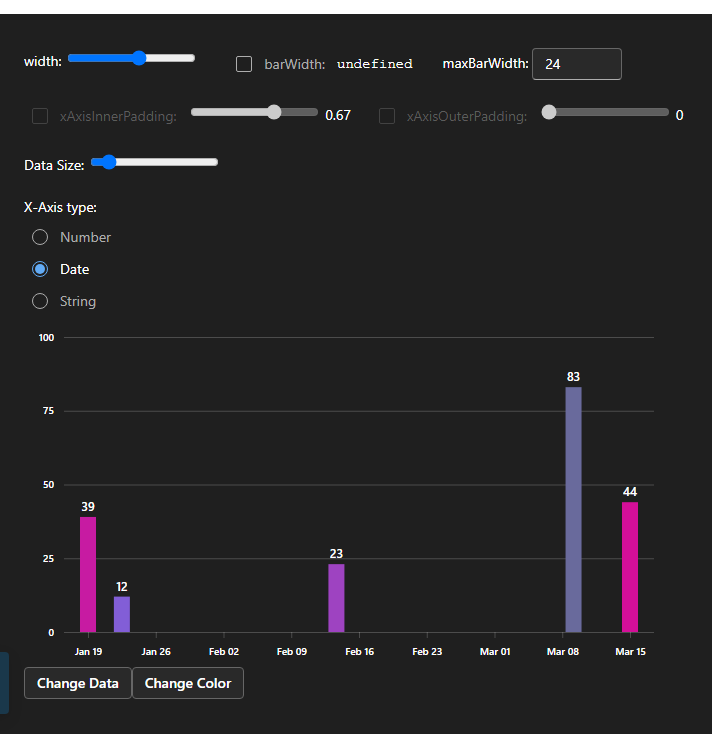 width: barWidth: undefined maxBarWidth: 24
xAxisInnerPadding: 0.67 xAxisOuterPadding: 0
Data Size:
X-Axis type:
Number
Date
String
100
83
75
50
44
39
25
23
12
0
Jan 19 Jan 26 Feb 02 Feb 09 Feb 16 Feb 23 Mar 01 Mar 08 Mar 15
Change Data Change Color